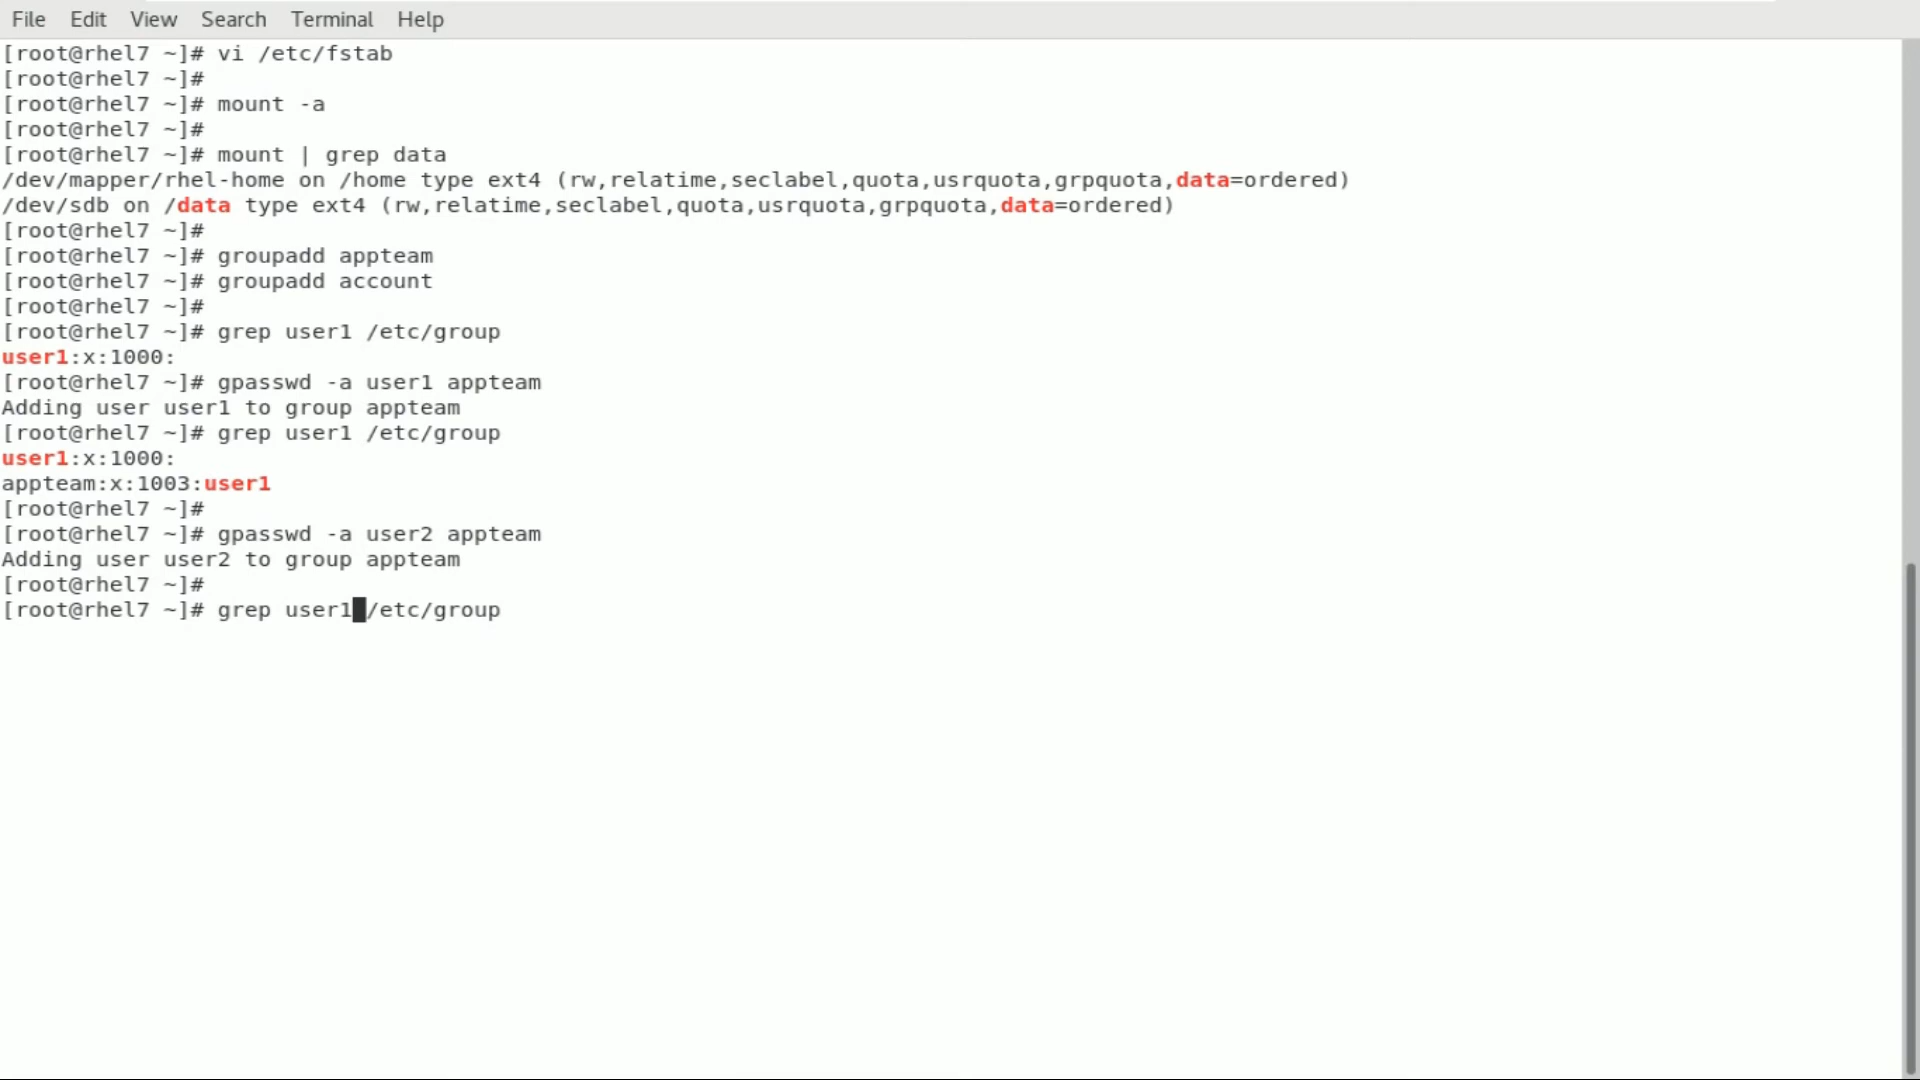 File Edit View Search Terminal Help
[root@rhel7 ~]# vi /etc/fstab
[root@rhel7 ~]#
[root@rhel7 ~]# mount -a
[root@rhel7 ~]#
[root@rhel7 ~]# mount | grep data
/dev/mapper/rhel-home on /home type ext4 (rw,relatime,seclabel,quota,usrquota,grpquota,data=ordered)
/dev/sdb on /data type ext4 (rw,relatime,seclabel,quota,usrquota,grpquota,data=ordered)
[root@rhel7 ~]#
[root@rhel7 ~]# groupadd appteam
[root@rhel7 ~]# groupadd account
[root@rhel7 ~]#
[root@rhel7 ~]# grep user1 /etc/group
user1:x:1000:
[root@rhel7 ~]# gpasswd -a user1 appteam
Adding user user1 to group appteam
[root@rhel7 ~]# grep user1 /etc/group
user1:x:1000:
appteam:x:1003:user1
[root@rhel7 ~]#
[root@rhel7 ~]# gpasswd -a user2 appteam
Adding user user2 to group appteam
[root@rhel7 ~]#
[root@rhel7 ~]# grep user1 /etc/group